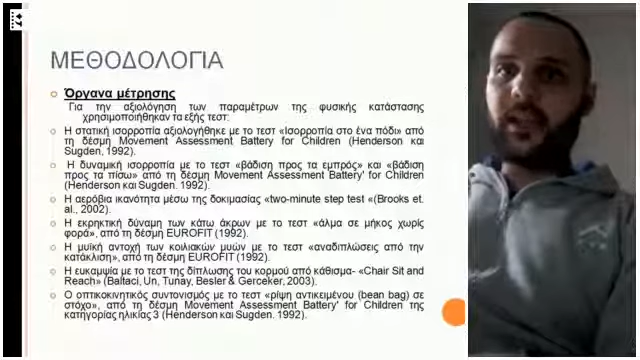 ΜΕΘΟΔΟΛΟΓΙΑ
Όργανα μέτρησης
Για την αξιολόγηση των παραμέτρων της φυσικής κατάστασης
χρησιμοποιήθηκαν τα εξής τεστ:
Η στατική ισορροπία αξιολογήθηκε με το τεστ «Ισορροπία στο ένα πόδι» από
τη δέσμη Movement Assessment Battery for Children (Henderson και
Sugden, 1992).
Η δυναμική ισορροπία με το τεστ «βάδιση προς τα εμπρός» και «βάδιση
προς τα πίσω» από τη δέσμη Movement Assessment Battery' for Children
(Henderson και Sugden. 1992).
Η αερόβια ικανότητα μέσω της δοκιμασίας «two-minute step test «(Brooks et.
al., 2002).
Η εκρηκτική δύναμη των κάτω άκρων με το τεστ «άλμα σε μήκος χωρίς
φορά», από τη δέσμη EUROFIT (1992).
Η μυϊκή αντοχή των κοιλιακών μυών με το τεστ «αναδιπλώσεις από την
κατάκλιση», από τη δέσμη EUROFIT (1992).
Η ευκαμψία με το τεστ της δίπλωσης του κορμού από κάθισμα- «Chair Sit and
Reach» (Baltaci, Un, Tunay, Besler & Gerceker, 2003).
Ο οπτικοκινητικός συντονισμός με το τεστ «ρίψη αντικειμένου (bean bag) σε
στόχο», από τη δέσμη Movement Assessment Battery' for Children της
κατηγορίας ηλικίας 3 (Henderson και Sugden. 1992).